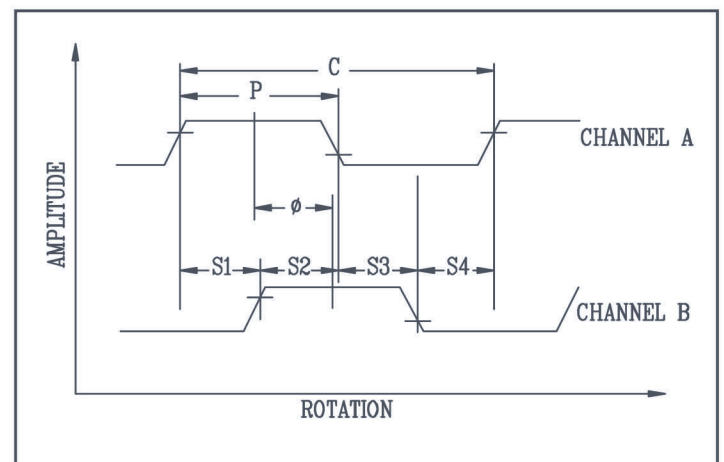 C
P
CHANNEL A
ø
S1 S2 S3 S4
CHANNEL B
AMPLITUDE
ROTATION